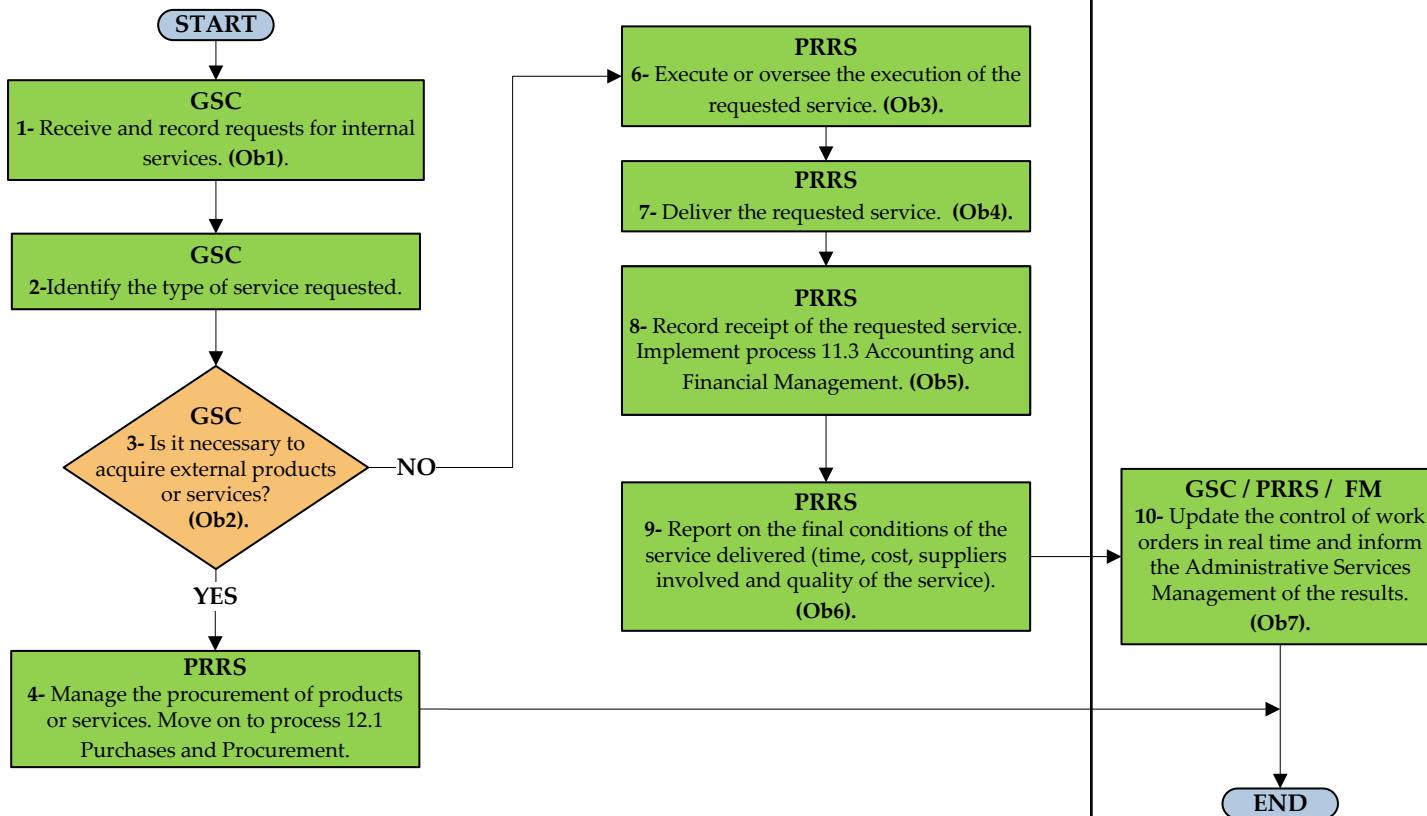 START
GSC
1- Receive and record requests for internal
services. (Ob1).
GSC
2-Identify the type of service requested.
GSC
3- Is it necessary to
acquire external products
or services?
(Ob2).
NO
YES
PRRS
4- Manage the procurement of products
or services. Move on to process 12.1
Purchases and Procurement.
PRRS
6- Execute or oversee the execution of the
requested service. (Ob3).
PRRS
7- Deliver the requested service. (Ob4).
PRRS
8- Record receipt of the requested service.
Implement process 11.3 Accounting and
Financial Management. (Ob5).
PRRS
9- Report on the final conditions of the
service delivered (time, cost, suppliers
involved and quality of the service).
(Ob6).
GSC / PRRS / FM
10- Update the control of work
orders in real time and inform
the Administrative Services
Management of the results.
(Ob7).
END